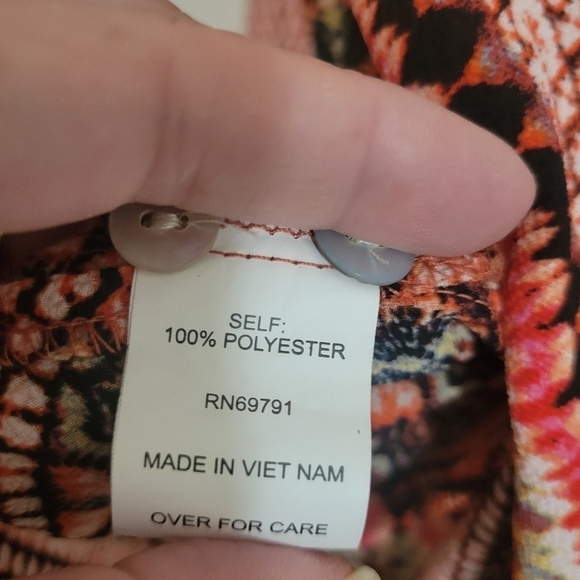 SELF:
100% POLYESTER
RN69791
MADE IN VIET NAM
OVER FOR CARE